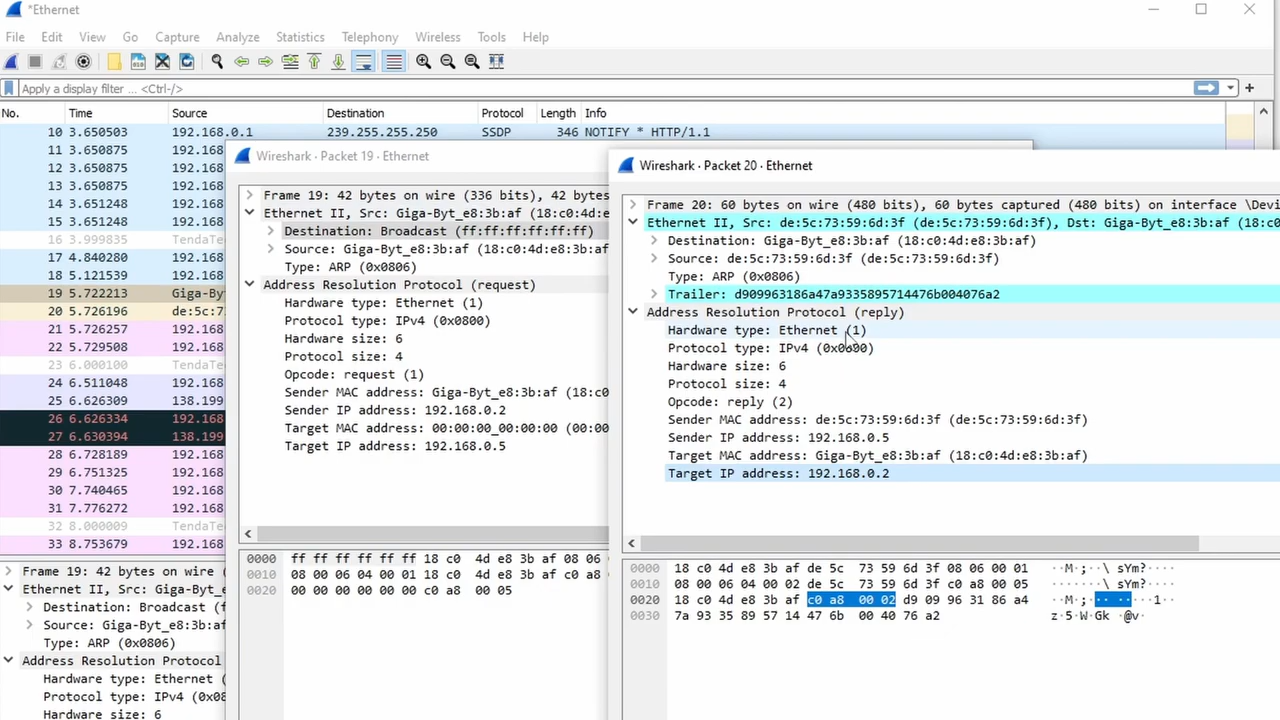 *Ethernet
File Edit View Go Capture Analyze Statistics Telephony Wireless Tools Help
Apply a display filter ... <Ctrl-/>
No. Time Source Destination Protocol Length Info
10 3.650503 192.168.0.1 239.255.255.250 SSDP 346 NOTIFY * HTTP/1.1
11 3.650875 192.168
12 3.650875 192.168
13 3.650875 192.168
14 3.651248 192.168
15 3.651248 192.168
16 3.999835 TendaTe
17 4.840280 192.168
18 5.121539 192.168
19 5.722213 Giga-By
20 5.726196 de:5c:7
21 5.726257 192.168
22 5.729508 192.168
23 6.000100 TendaTe
24 6.511048 192.168
25 6.626309 138.199
26 6.626334 192.168
27 6.630394 138.199
28 6.728189 192.168
29 6.751325 192.168
30 7.740465 192.168
31 7.776272 192.168
32 8.000009 TendaTe
33 8.753679 192.168
Frame 19: 42 bytes on wire (
Ethernet II, Src: Giga-Byt_e
Destination: Broadcast (f
Source: Giga-Byt_e8:3b:af
Type: ARP (0x0806)
Address Resolution Protocol
Hardware type: Ethernet (
Protocol type: IPv4 (0x08
Hardware size: 6
Wireshark · Packet 19 · Ethernet
Frame 19: 42 bytes on wire (336 bits), 42 bytes
Ethernet II, Src: Giga-Byt_e8:3b:af (18:c0:4d:e
Destination: Broadcast (ff:ff:ff:ff:ff:ff)
Source: Giga-Byt_e8:3b:af (18:c0:4d:e8:3b:af)
Type: ARP (0x0806)
Address Resolution Protocol (request)
Hardware type: Ethernet (1)
Protocol type: IPv4 (0x0800)
Hardware size: 6
Protocol size: 4
Opcode: request (1)
Sender MAC address: Giga-Byt_e8:3b:af (18:c0
Sender IP address: 192.168.0.2
Target MAC address: 00:00:00_00:00:00 (00:00
Target IP address: 192.168.0.5
0000 ff ff ff ff ff ff 18 c0 4d e8 3b af 08 06
0010 08 00 06 04 00 01 18 c0 4d e8 3b af c0 a8
0020 00 00 00 00 00 00 c0 a8 00 05
Wireshark · Packet 20 · Ethernet
Frame 20: 60 bytes on wire (480 bits), 60 bytes captured (480 bits) on interface \Devi
Ethernet II, Src: de:5c:73:59:6d:3f (de:5c:73:59:6d:3f), Dst: Giga-Byt_e8:3b:af (18:c0
Destination: Giga-Byt_e8:3b:af (18:c0:4d:e8:3b:af)
Source: de:5c:73:59:6d:3f (de:5c:73:59:6d:3f)
Type: ARP (0x0806)
Trailer: d909963186a47a9335895714476b004076a2
Address Resolution Protocol (reply)
Hardware type: Ethernet (1)
Protocol type: IPv4 (0x0800)
Hardware size: 6
Protocol size: 4
Opcode: reply (2)
Sender MAC address: de:5c:73:59:6d:3f (de:5c:73:59:6d:3f)
Sender IP address: 192.168.0.5
Target MAC address: Giga-Byt_e8:3b:af (18:c0:4d:e8:3b:af)
Target IP address: 192.168.0.2
0000 18 c0 4d e8 3b af de 5c 73 59 6d 3f 08 06 00 01 ··M·;··\ sYm?····
0010 08 00 06 04 00 02 de 5c 73 59 6d 3f c0 a8 00 05 ·······\ sYm?····
0020 18 c0 4d e8 3b af c0 a8 00 02 d9 09 96 31 86 a4 ··M·;··· ·····1··
0030 7a 93 35 89 57 14 47 6b 00 40 76 a2 z·5·W·Gk ·@v·